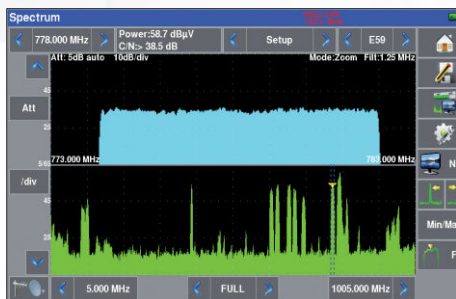 Spectrum
778.000 MHz
Power:58.7 dBµV
C/N:> 38.5 dB
Setup
E59
Att: 5dB auto 10dB/div
Mode:Zoom Filt:1.25 MHz
45
Att
25
773.000 MHz
783.000 MHz
/div
45
25
Min/Ma
5.000 MHz
FULL
1005.000 MHz